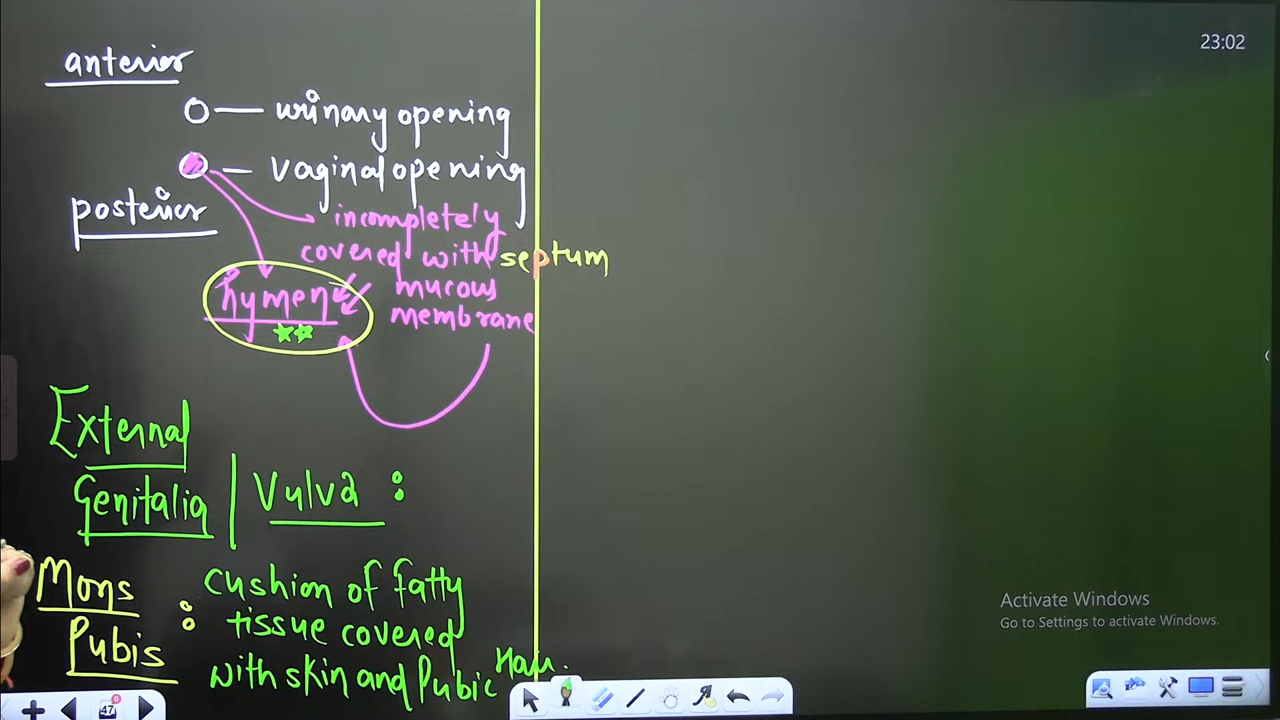 23:02
anterior
urinary opening
vaginal opening
posterior
incompletely
covered with septum
hymen
mucous
membrane
External
Genitalia | Vulva :
Mons
Pubis :
cushion of fatty
tissue covered
with skin and Pubic Hair.
Activate Windows
Go to Settings to activate Windows.
47